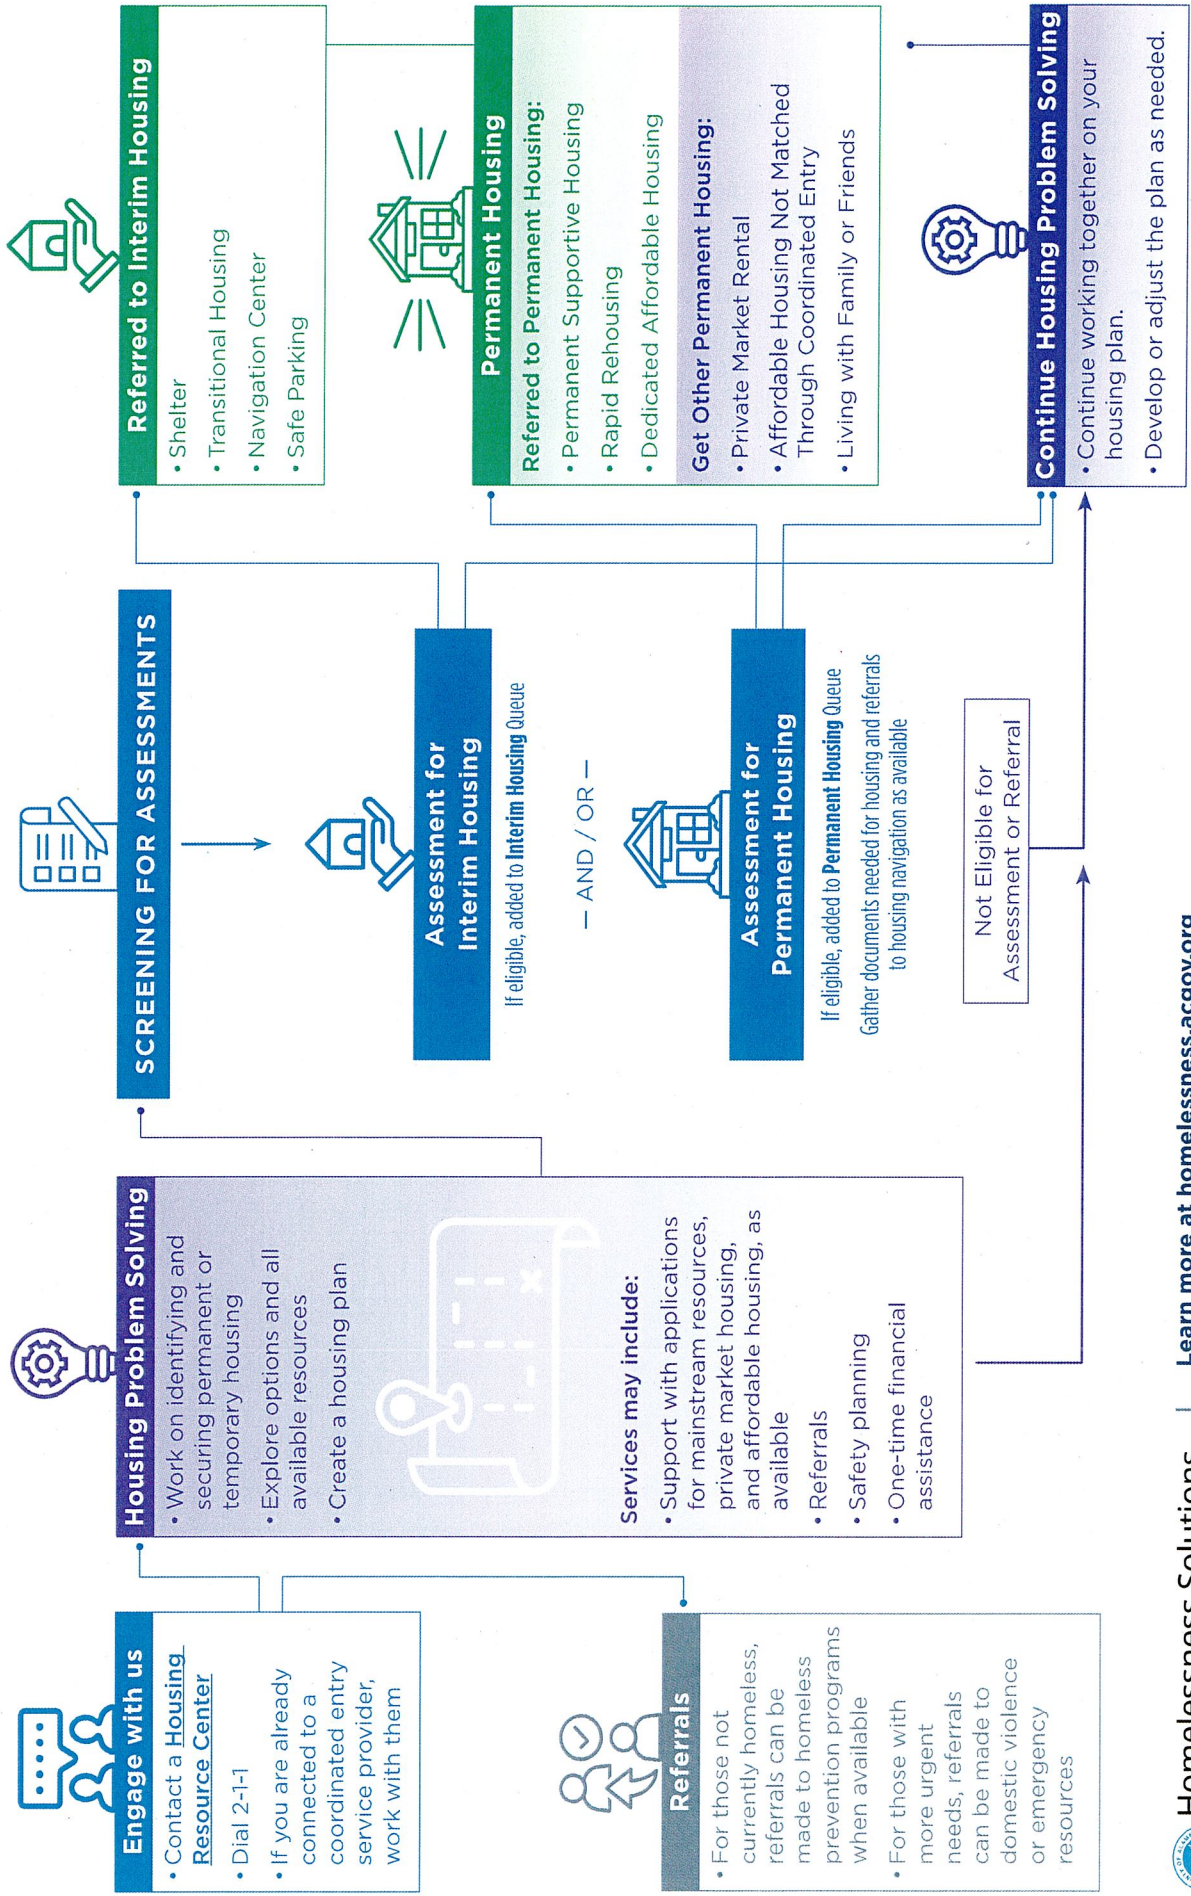 Engage with us
• Contact a Housing
Resource Center
• Dial 2-1-1
• If you are already
connected to a
coordinated entry
service provider,
work with them
Referrals
• For those not
currently homeless,
referrals can be
made to homeless
prevention programs
when available
• For those with
more urgent
needs, referrals
can be made to
domestic violence
or emergency
resources
Housing Problem Solving
• Work on identifying and
securing permanent or
temporary housing
• Explore options and all
available resources
• Create a housing plan
Services may include:
• Support with applications
for mainstream resources,
private market housing,
and affordable housing, as
available
• Referrals
• Safety planning
• One-time financial
assistance
SCREENING FOR ASSESSMENTS
Assessment for
Interim Housing
If eligible, added to Interim Housing Queue
— AND / OR —
Assessment for
Permanent Housing
If eligible, added to Permanent Housing Queue
Gather documents needed for housing and referrals
to housing navigation as available
Not Eligible for
Assessment or Referral
Referred to Interim Housing
• Shelter
• Transitional Housing
• Navigation Center
• Safe Parking
Permanent Housing
Referred to Permanent Housing:
• Permanent Supportive Housing
• Rapid Rehousing
• Dedicated Affordable Housing
Get Other Permanent Housing:
• Private Market Rental
• Affordable Housing Not Matched
Through Coordinated Entry
• Living with Family or Friends
Continue Housing Problem Solving
• Continue working together on your
housing plan.
• Develop or adjust the plan as needed.
Homelessness Solutions | Learn more at homelessness.acgov.org